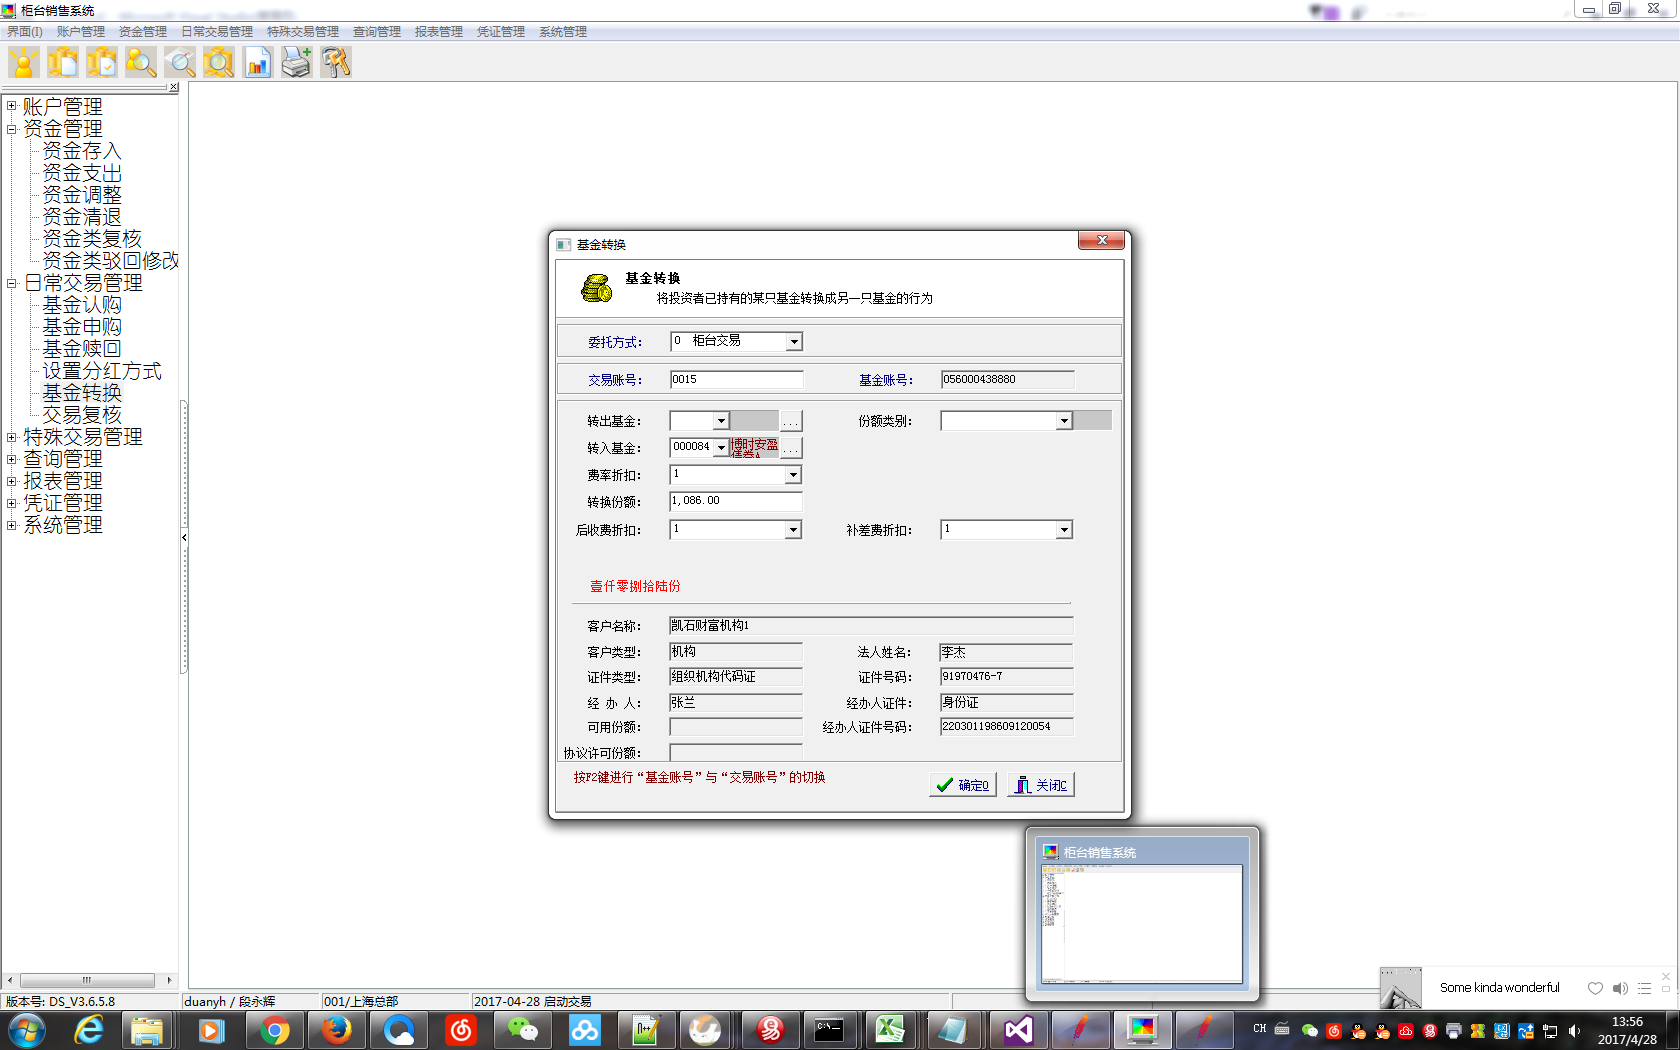 柜台销售系统
界面(I) 账户管理 资金管理 日常交易管理 特殊交易管理 查询管理 报表管理 凭证管理 系统管理
账户管理
资金管理
资金存入
资金支出
资金调整
资金清退
资金类复核
资金类驳回修改
日常交易管理
基金认购
基金申购
基金赎回
设置分红方式
基金转换
交易复核
特殊交易管理
查询管理
报表管理
凭证管理
系统管理
基金转换
基金转换
将投资者已持有的某只基金转换成另一只基金的行为
委托方式: 0 柜台交易
交易账号: 0015 基金账号: 056000438880
转出基金: ... 份额类别:
转入基金: 000084 博时安盈债券A ...
费率折扣: 1
转换份额: 1,086.00
后收费折扣: 1 补差费折扣: 1
壹仟零捌拾陆份
客户名称: 凯石财富机构1
客户类型: 机构 法人姓名: 李杰
证件类型: 组织机构代码证 证件号码: 91970476-7
经 办 人: 张兰 经办人证件: 身份证
可用份额: 经办人证件号码: 220301198609120054
协议许可份额:
按F2键进行“基金账号”与“交易账号”的切换
确定O 关闭C
柜台销售系统
Some kinda wonderful
版本号: DS_V3.6.5.8 duanyh / 段永辉 001/上海总部 2017-04-28 启动交易
CH 13:56
2017/4/28